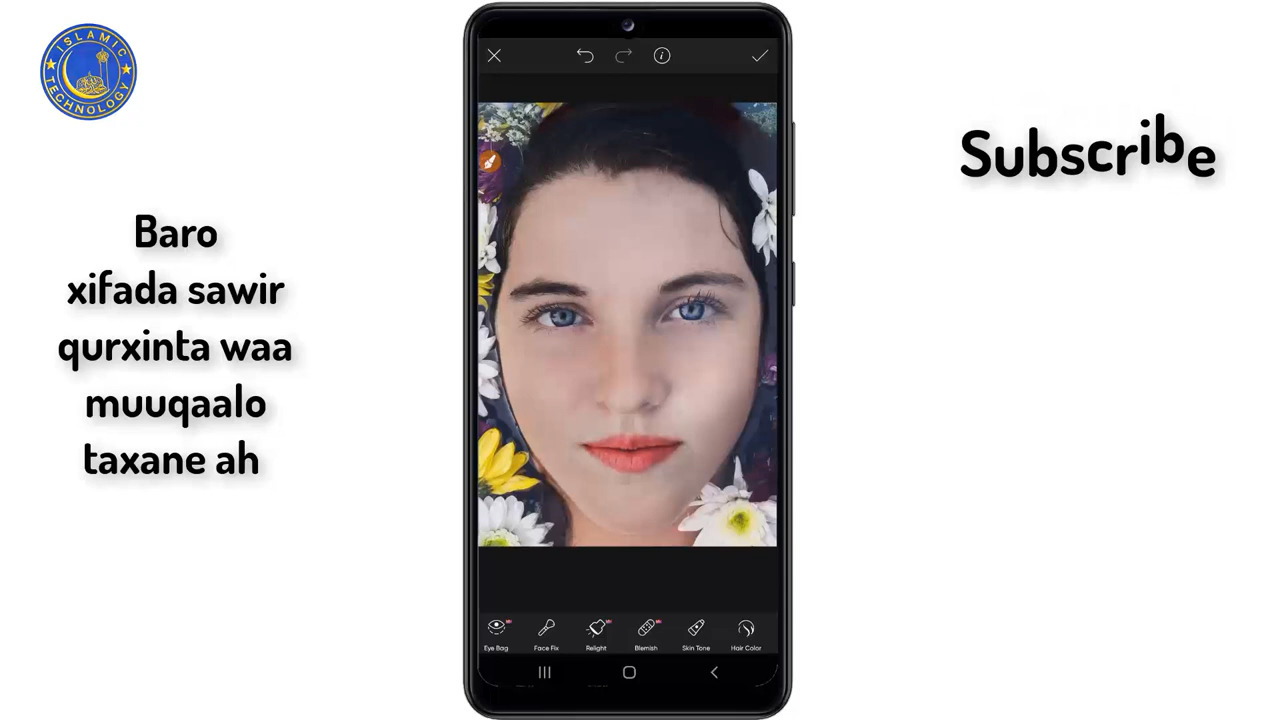 ISLAMIC
TECHNOLOGY
Baro
xifada sawir
qurxinta waa
muuqaalo
taxane ah
Subscribe
Eye Bag
Face Fix
Relight
Blemish
Skin Tone
Hair Color